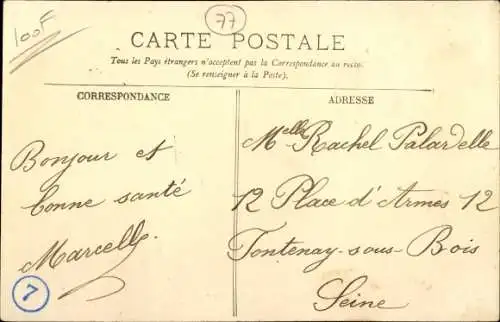 100F
77
CARTE POSTALE
Tous les Pays étrangers n'acceptent pas la Correspondance au recto.
(Se renseigner à la Poste).
CORRESPONDANCE
Bonjour et
bonne santé
Marcelle
7
ADRESSE
Melle Rachel Palardelle
12 Place d'Armes 12
Fontenay-sous-Bois
Seine